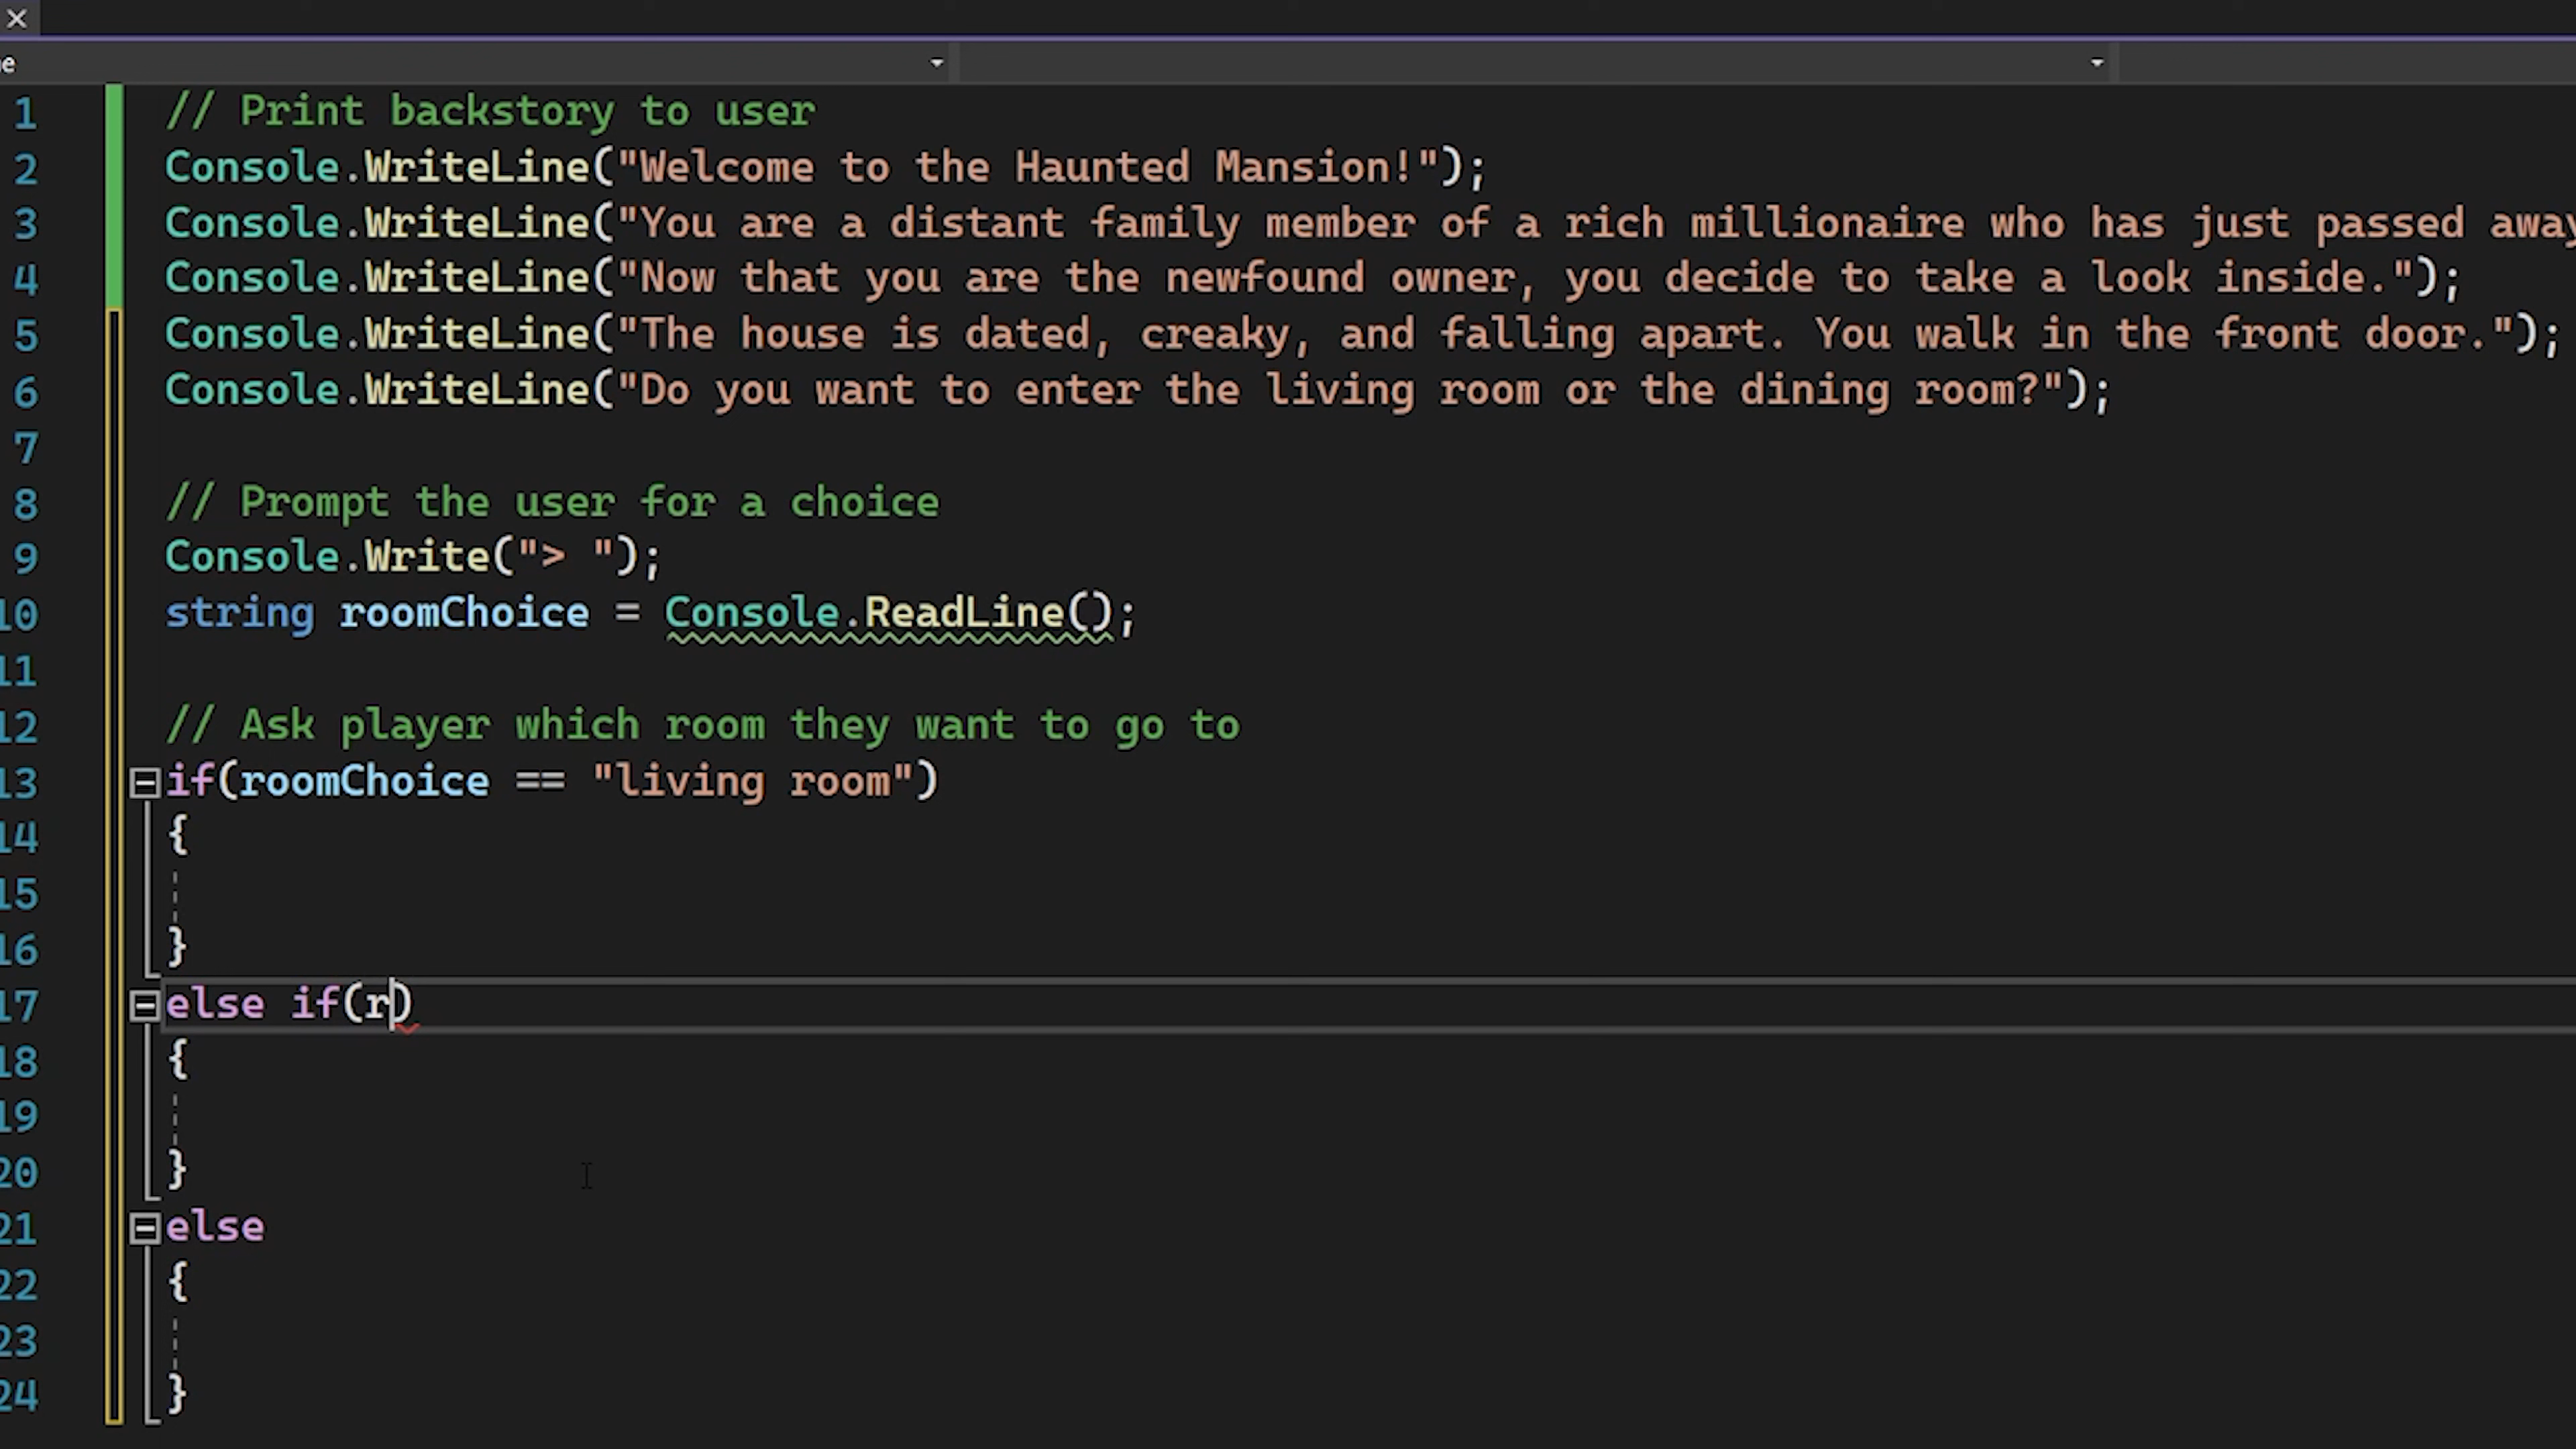 1 // Print backstory to user
2 Console.WriteLine("Welcome to the Haunted Mansion!");
3 Console.WriteLine("You are a distant family member of a rich millionaire who has just passed away
4 Console.WriteLine("Now that you are the newfound owner, you decide to take a look inside.");
5 Console.WriteLine("The house is dated, creaky, and falling apart. You walk in the front door.");
6 Console.WriteLine("Do you want to enter the living room or the dining room?");
7
8 // Prompt the user for a choice
9 Console.Write("> ");
10 string roomChoice = Console.ReadLine();
11
12 // Ask player which room they want to go to
13 if(roomChoice == "living room")
14 {
15
16 }
17 else if(r)
18 {
19
20 }
21 else
22 {
23
24 }